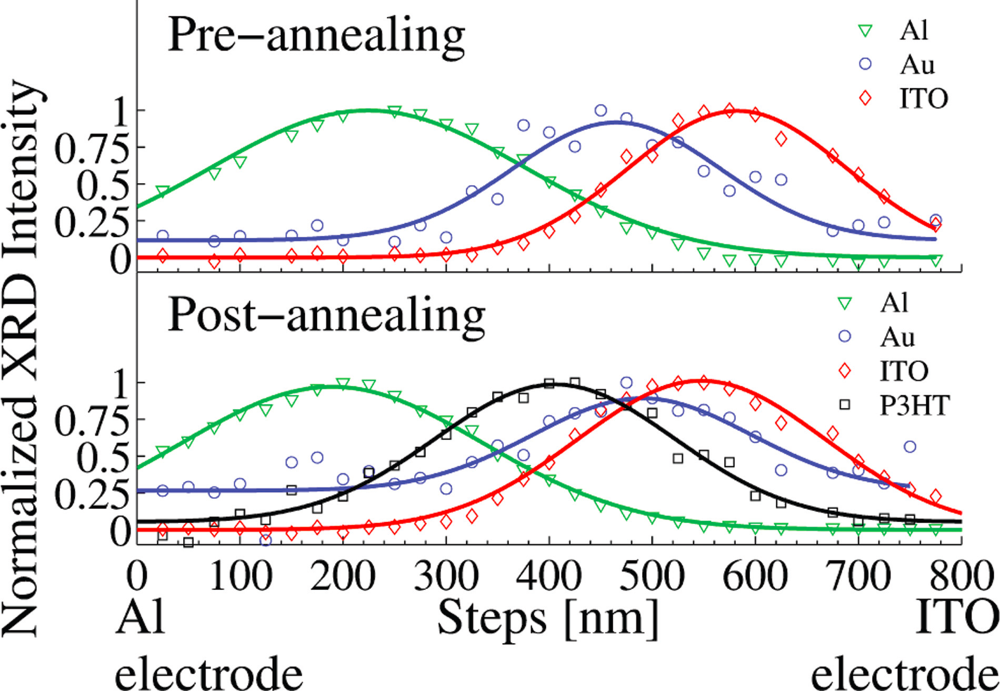 Pre−annealing
Al
Au
ITO
1
0.75
0.5
0.25
0
Normalized XRD Intensity
Post−annealing
Al
Au
ITO
P3HT
1
0.75
0.5
0.25
0
0 100 200 300 400 500 600 700 800
Al Steps [nm] ITO
electrode electrode